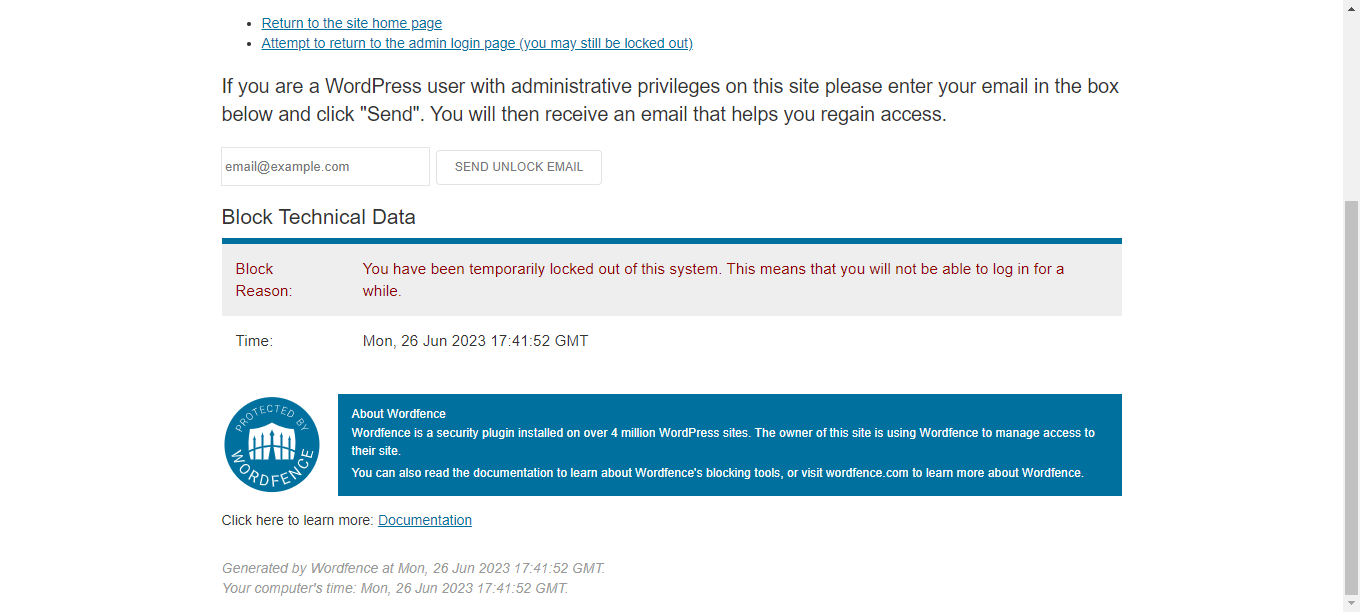 Return to the site home page
Attempt to return to the admin login page (you may still be locked out)
If you are a WordPress user with administrative privileges on this site please enter your email in the box
below and click "Send". You will then receive an email that helps you regain access.
email@example.com
SEND UNLOCK EMAIL
Block Technical Data
Block Reason: You have been temporarily locked out of this system. This means that you will not be able to log in for a
while.
Time: Mon, 26 Jun 2023 17:41:52 GMT
PROTECTED BY
WORDFENCE
About Wordfence
Wordfence is a security plugin installed on over 4 million WordPress sites. The owner of this site is using Wordfence to manage access to
their site.
You can also read the documentation to learn about Wordfence's blocking tools, or visit wordfence.com to learn more about Wordfence.
Click here to learn more: Documentation
Generated by Wordfence at Mon, 26 Jun 2023 17:41:52 GMT.
Your computer's time: Mon, 26 Jun 2023 17:41:52 GMT.